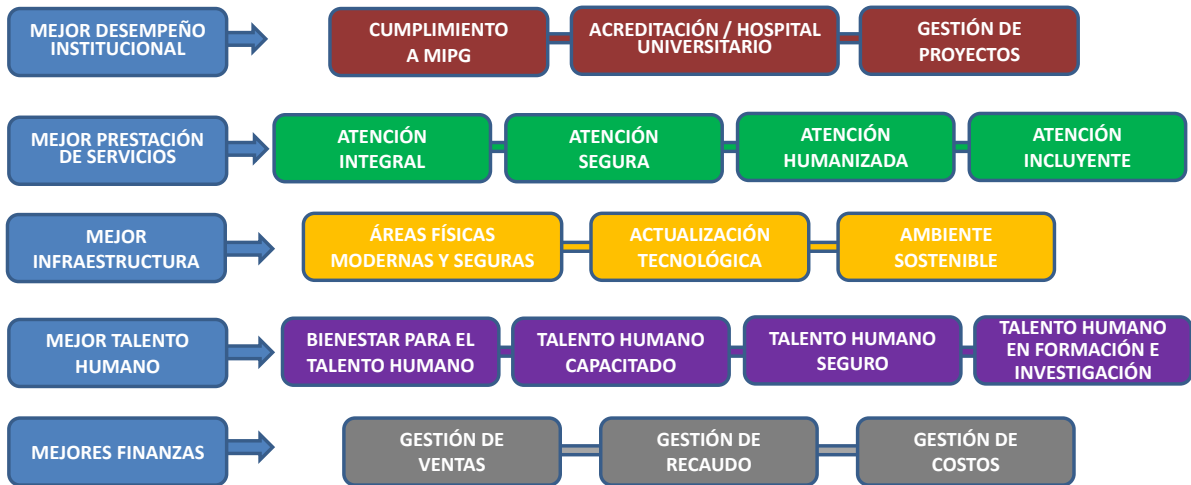 MEJOR DESEMPEÑO
INSTITUCIONAL
CUMPLIMIENTO
A MIPG
ACREDITACIÓN / HOSPITAL
UNIVERSITARIO
GESTIÓN DE
PROYECTOS
MEJOR PRESTACIÓN
DE SERVICIOS
ATENCIÓN
INTEGRAL
ATENCIÓN
SEGURA
ATENCIÓN
HUMANIZADA
ATENCIÓN
INCLUYENTE
MEJOR
INFRAESTRUCTURA
ÁREAS FÍSICAS
MODERNAS Y SEGURAS
ACTUALIZACIÓN
TECNOLÓGICA
AMBIENTE
SOSTENIBLE
MEJOR TALENTO
HUMANO
BIENESTAR PARA EL
TALENTO HUMANO
TALENTO HUMANO
CAPACITADO
TALENTO HUMANO
SEGURO
TALENTO HUMANO
EN FORMACIÓN E
INVESTIGACIÓN
MEJORES FINANZAS
GESTIÓN DE
VENTAS
GESTIÓN DE
RECAUDO
GESTIÓN DE
COSTOS